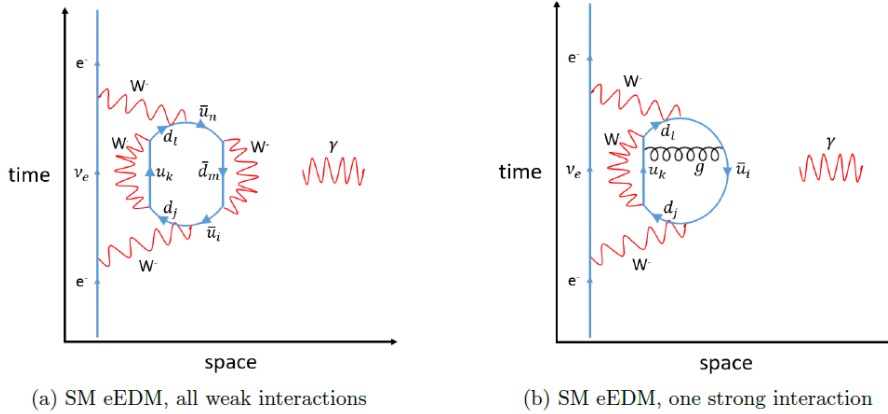 e⁻
W⁻
ū_n
d_l
W⁻
W⁻
γ
time
ν_e
u_k
d̄_m
d_j
ū_i
W⁻
e⁻
space
(a) SM eEDM, all weak interactions
e⁻
W⁻
d_l
W⁻
γ
time
ν_e
u_k
g
ū_i
d_j
W⁻
e⁻
space
(b) SM eEDM, one strong interaction